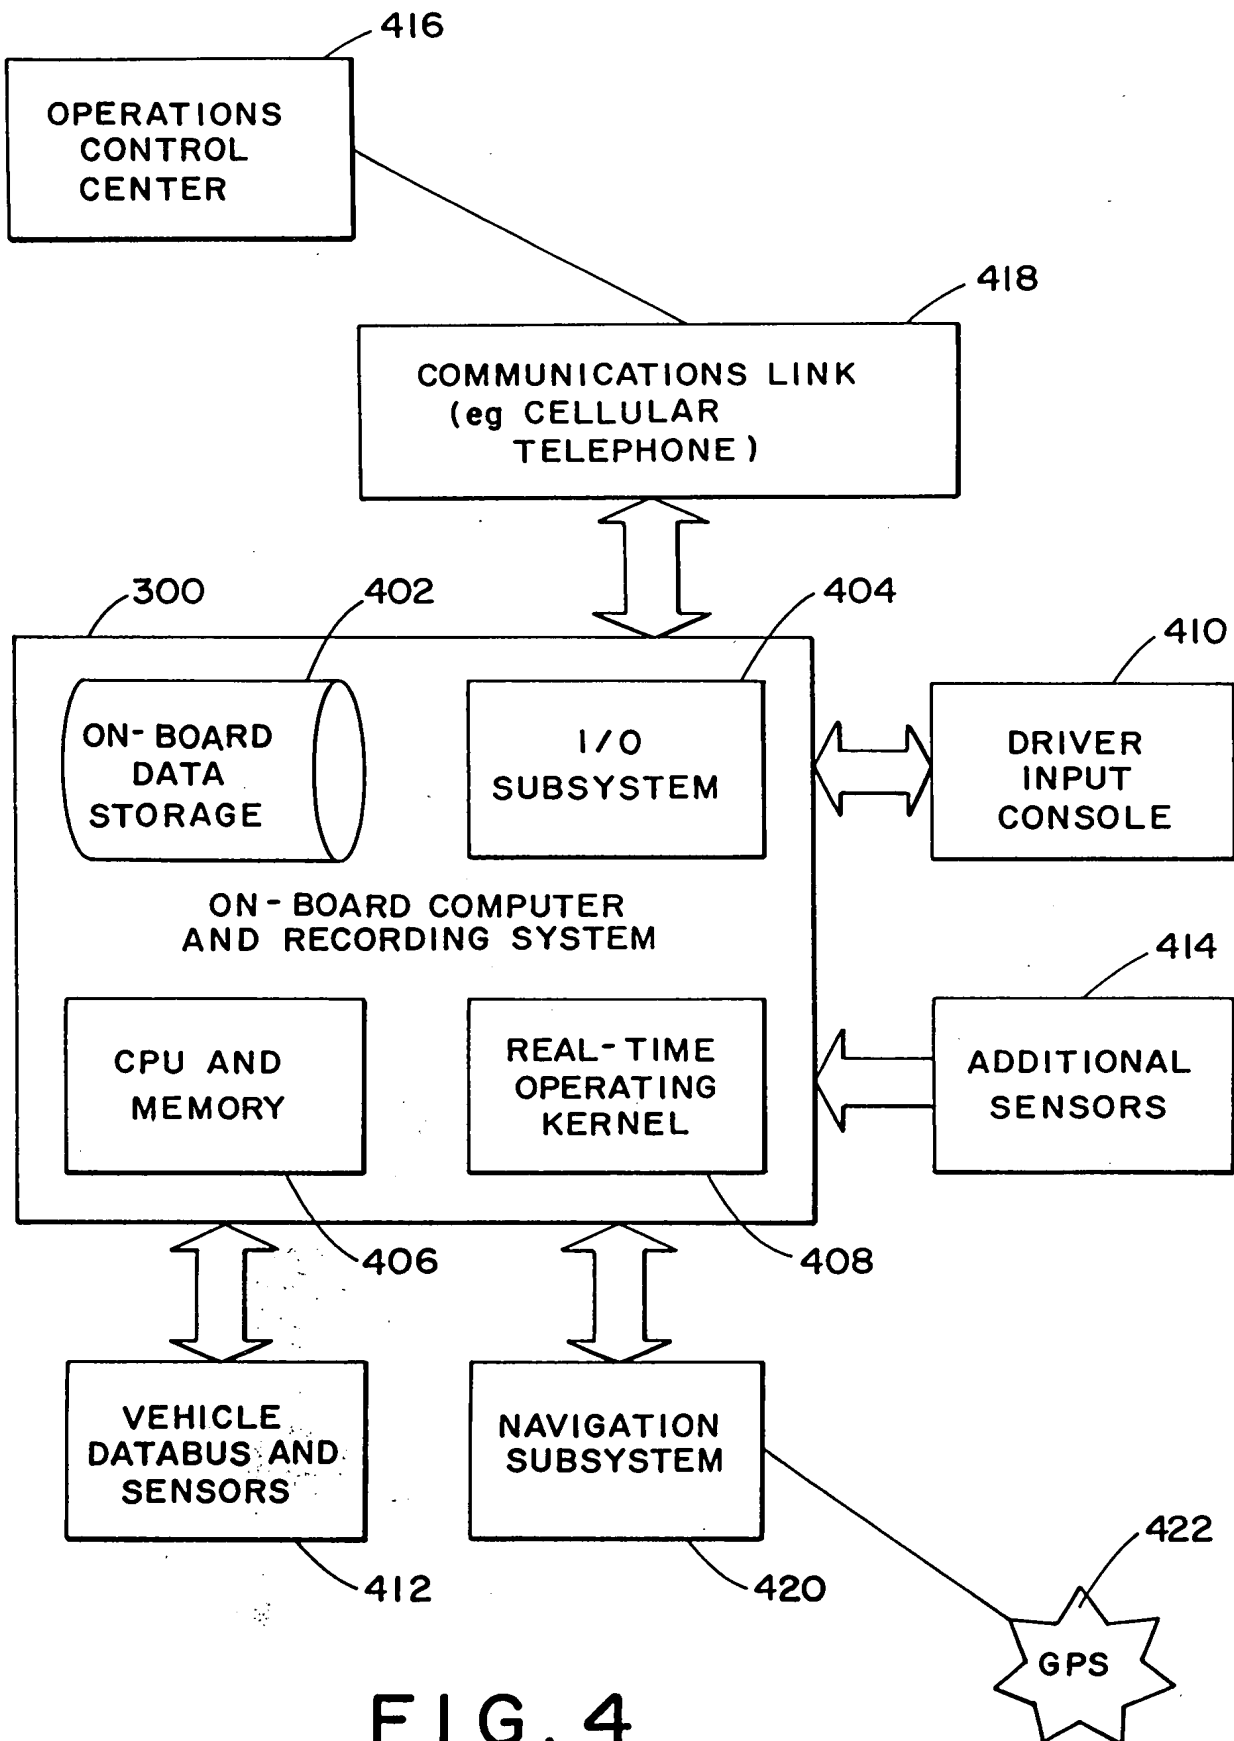 416
OPERATIONS
CONTROL
CENTER
418
COMMUNICATIONS LINK
(eg CELLULAR
TELEPHONE)
300
402
404
410
ON-BOARD
DATA
STORAGE
I/O
SUBSYSTEM
DRIVER
INPUT
CONSOLE
ON-BOARD COMPUTER
AND RECORDING SYSTEM
414
CPU AND
MEMORY
REAL-TIME
OPERATING
KERNEL
ADDITIONAL
SENSORS
406
408
VEHICLE
DATABUS AND
SENSORS
NAVIGATION
SUBSYSTEM
412
420
422
GPS
FIG. 4